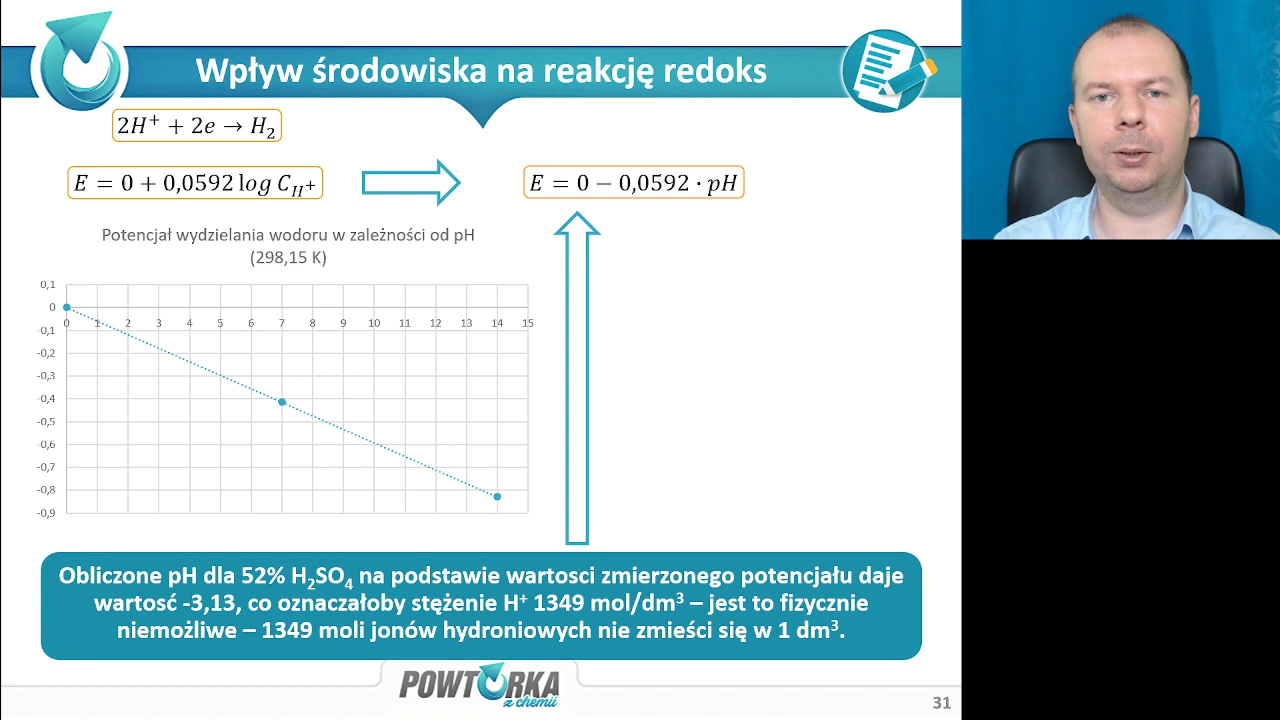 Wpływ środowiska na reakcję redoks
2H⁺ + 2e → H₂
E = 0 + 0,0592 log C_H⁺
E = 0 − 0,0592 · pH
Potencjał wydzielania wodoru w zależności od pH
(298,15 K)
0,1
0
-0,1
-0,2
-0,3
-0,4
-0,5
-0,6
-0,7
-0,8
-0,9
0 1 2 3 4 5 6 7 8 9 10 11 12 13 14 15
Obliczone pH dla 52% H₂SO₄ na podstawie wartosci zmierzonego potencjału daje
wartosć -3,13, co oznaczałoby stężenie H⁺ 1349 mol/dm³ – jest to fizycznie
niemożliwe – 1349 moli jonów hydroniowych nie zmieści się w 1 dm³.
POWTÓRKA
z chemii
31